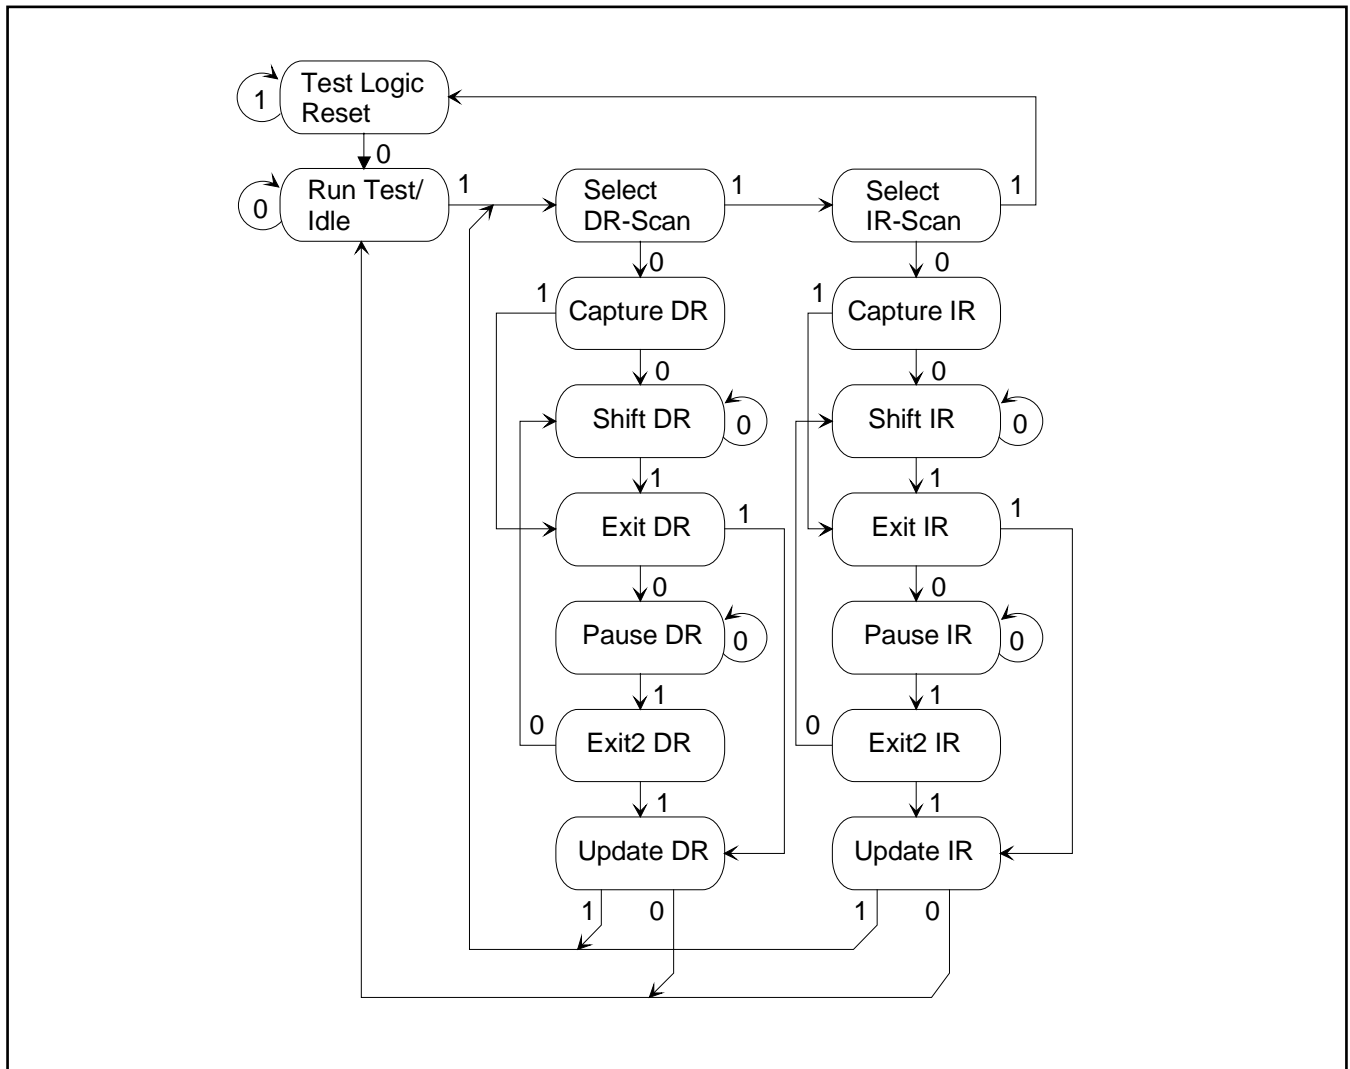 Test Logic
Reset
1
0
Run Test/
Idle
0
1
Select
DR-Scan
1
Select
IR-Scan
1
0
0
1
Capture DR
1
Capture IR
0
0
Shift DR
0
Shift IR
0
1
1
Exit DR
1
Exit IR
1
0
0
Pause DR
0
Pause IR
0
1
1
0
Exit2 DR
0
Exit2 IR
1
1
Update DR
Update IR
1
0
1
0